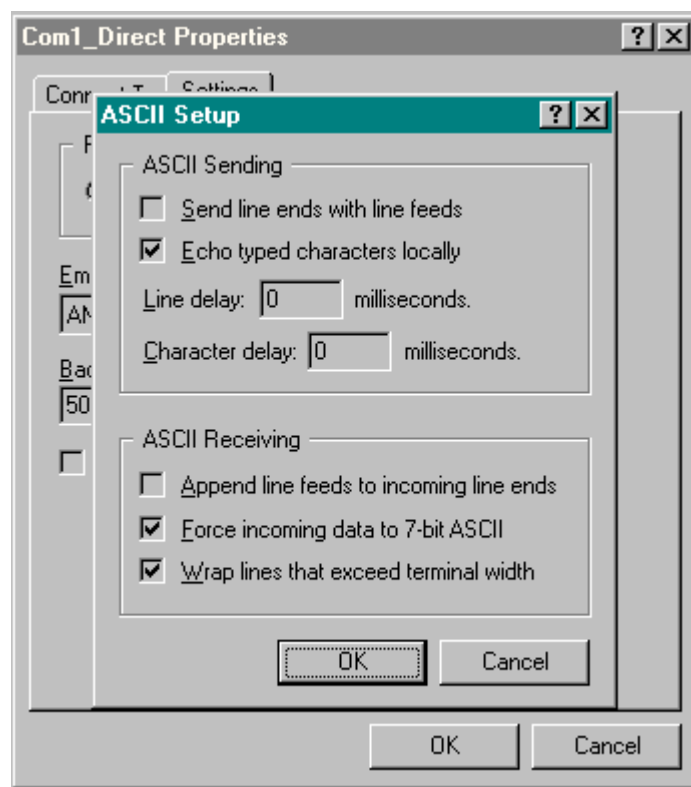 Com1_Direct Properties
Settings
ASCII Setup
ASCII Sending
Send line ends with line feeds
Echo typed characters locally
Line delay: 0 milliseconds.
Character delay: 0 milliseconds.
ASCII Receiving
Append line feeds to incoming line ends
Force incoming data to 7-bit ASCII
Wrap lines that exceed terminal width
OK Cancel
50
OK Cancel